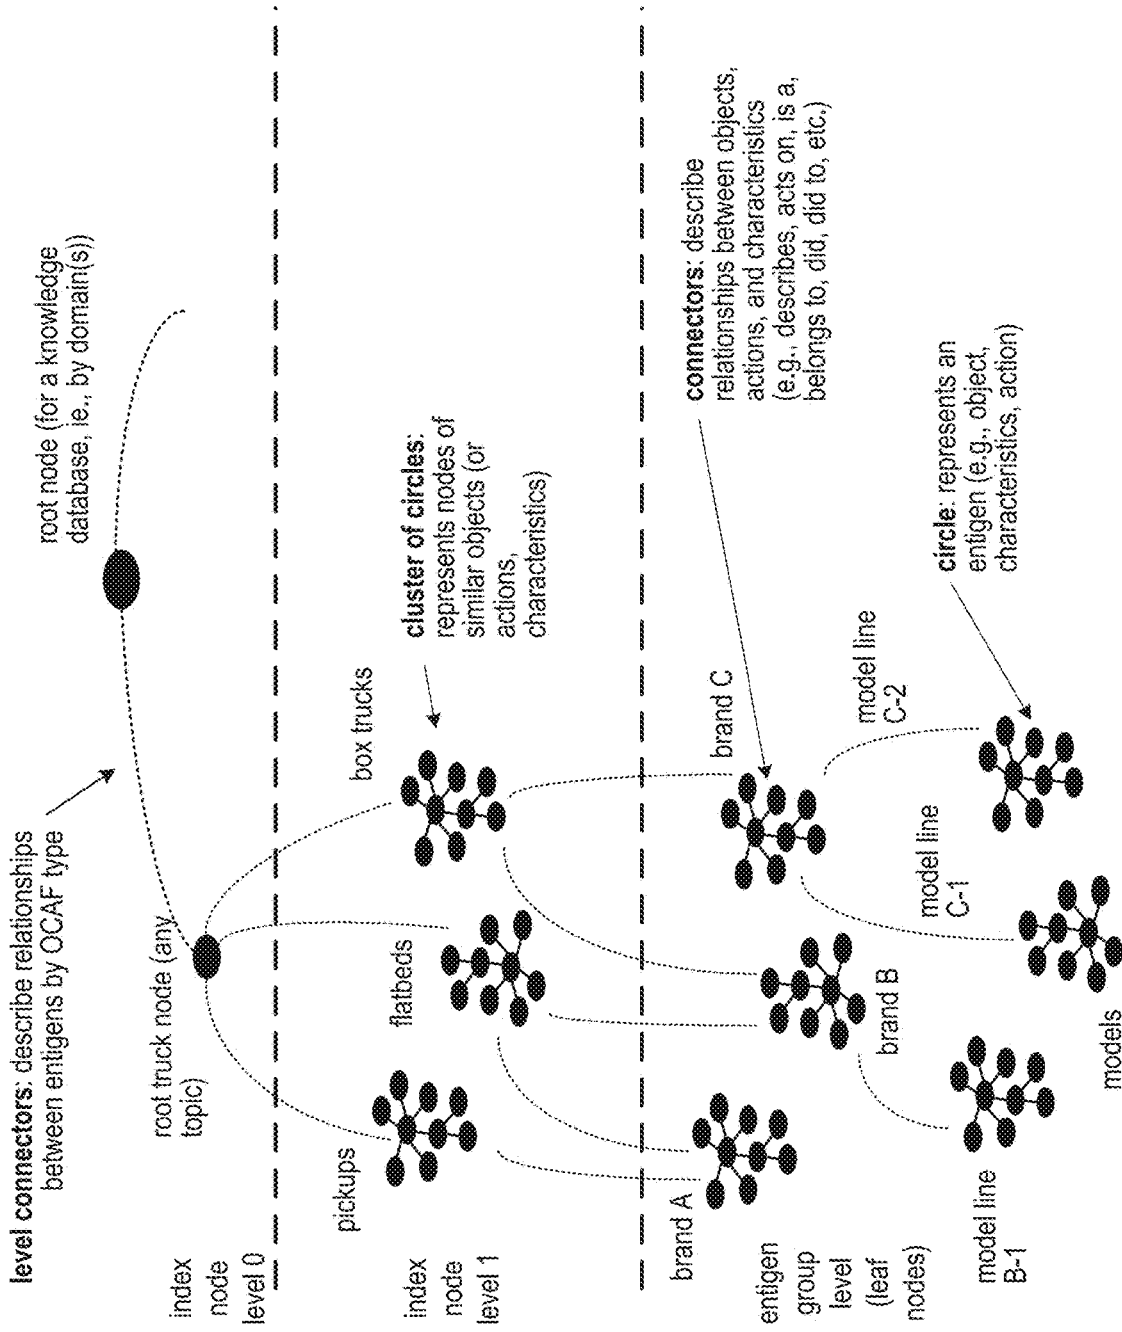 level connectors: describe relationships
between entigens by OCAF type
root node (for a knowledge
database, ie., by domain(s))
root truck node (any
topic)
index
node
level 0
pickups
flatbeds
box trucks
cluster of circles:
represents nodes of
similar objects (or
actions,
characteristics)
index
node
level 1
brand A
brand B
brand C
connectors: describe
relationships between objects,
actions, and characteristics
(e.g., describes, acts on, is a,
belongs to, did, did to, etc.)
entigen
group
level
(leaf
nodes)
model line
B-1
models
model line
C-1
model line
C-2
circle: represents an
entigen (e.g., object,
characteristics, action)